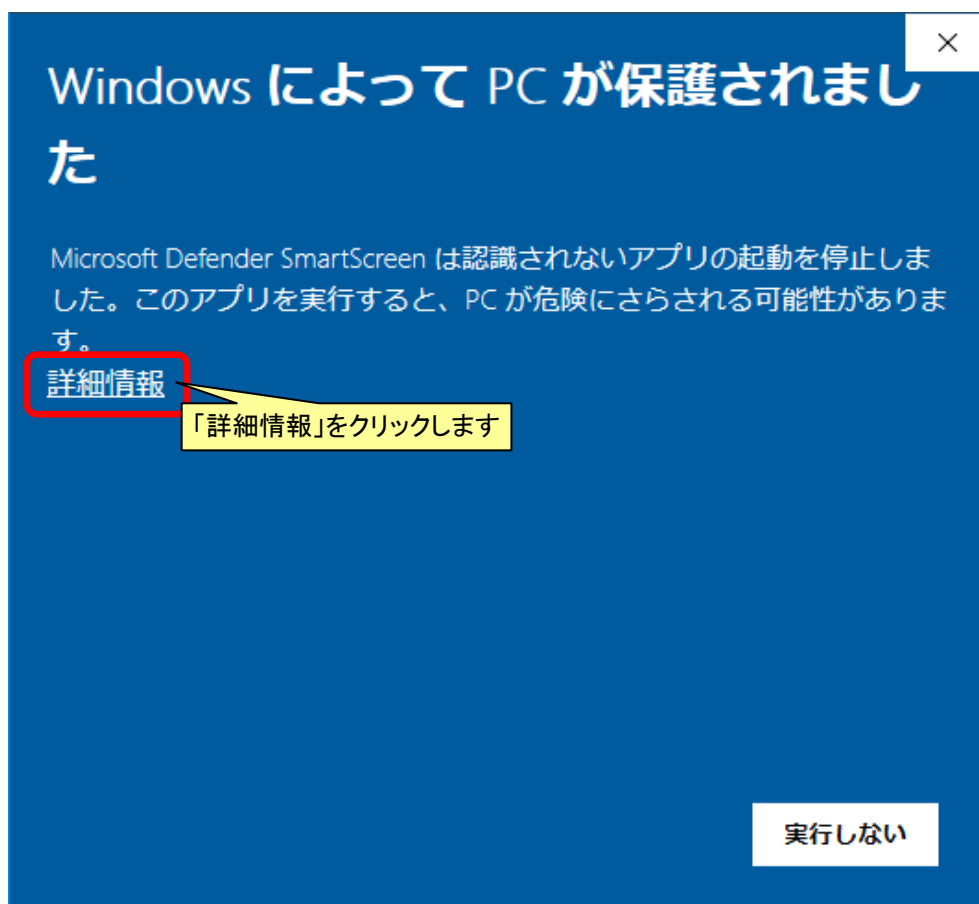 Windows によって PC が保護されまし
た
Microsoft Defender SmartScreen は認識されないアプリの起動を停止しま
した。このアプリを実行すると、PC が危険にさらされる可能性がありま
す。
詳細情報
「詳細情報」をクリックします
実行しない